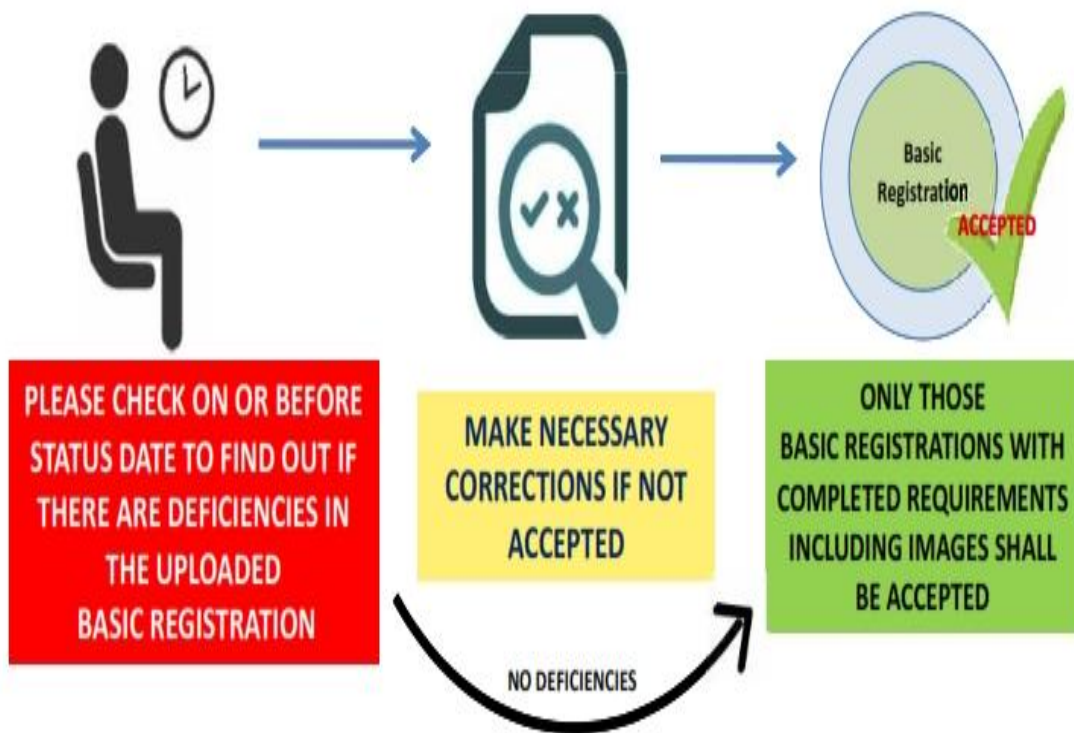 Basic
Registration
ACCEPTED
PLEASE CHECK ON OR BEFORE
STATUS DATE TO FIND OUT IF
THERE ARE DEFICIENCIES IN
THE UPLOADED
BASIC REGISTRATION
MAKE NECESSARY
CORRECTIONS IF NOT
ACCEPTED
ONLY THOSE
BASIC REGISTRATIONS WITH
COMPLETED REQUIREMENTS
INCLUDING IMAGES SHALL
BE ACCEPTED
NO DEFICIENCIES